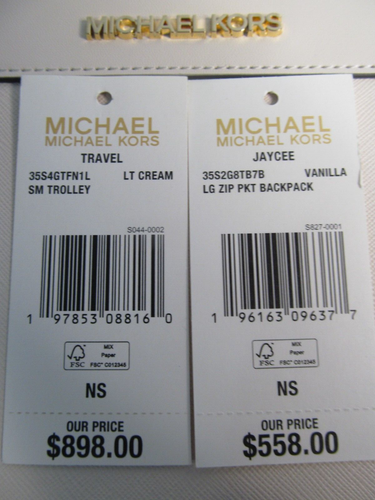 MICHAEL KORS
MICHAEL
MICHAEL KORS
TRAVEL
35S4GTFN1L LT CREAM
SM TROLLEY
S044-0002
1 97853 08816 0
FSC
MIX
Paper
FSC® C012345
NS
OUR PRICE
$898.00
MICHAEL
MICHAEL KORS
JAYCEE
35S2G8TB7B VANILLA
LG ZIP PKT BACKPACK
S827-0001
1 96163 09637 7
FSC
MIX
Paper
FSC® C012345
NS
OUR PRICE
$558.00